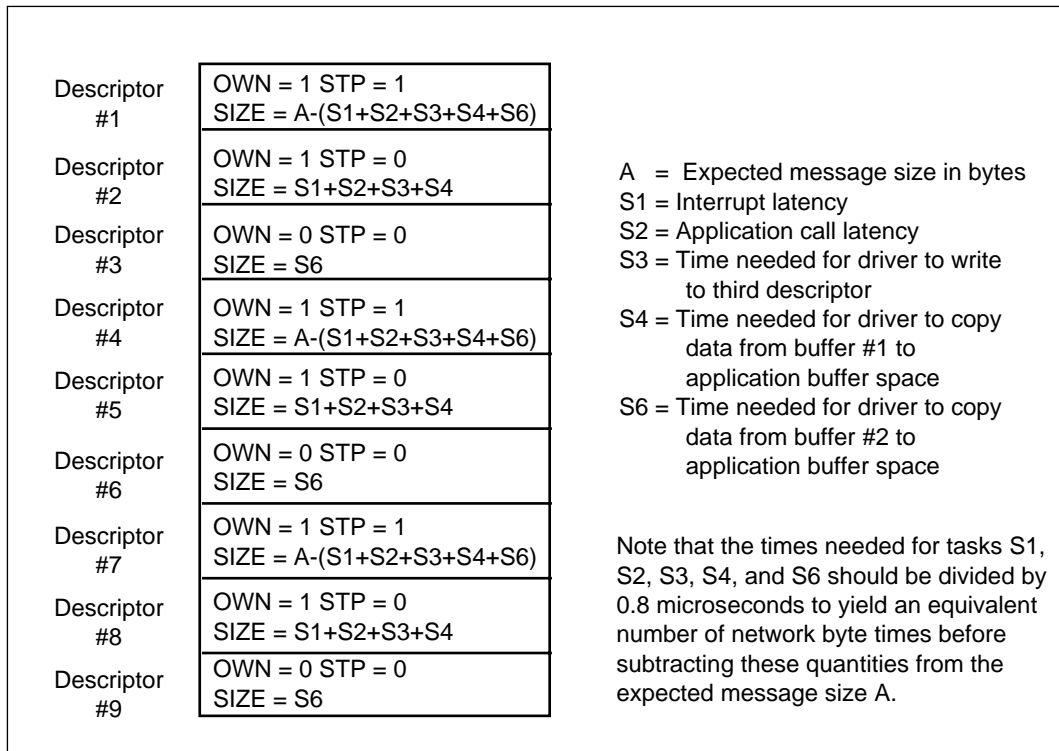 Descriptor
#1
OWN = 1 STP = 1
SIZE = A-(S1+S2+S3+S4+S6)
Descriptor
#2
OWN = 1 STP = 0
SIZE = S1+S2+S3+S4
Descriptor
#3
OWN = 0 STP = 0
SIZE = S6
Descriptor
#4
OWN = 1 STP = 1
SIZE = A-(S1+S2+S3+S4+S6)
Descriptor
#5
OWN = 1 STP = 0
SIZE = S1+S2+S3+S4
Descriptor
#6
OWN = 0 STP = 0
SIZE = S6
Descriptor
#7
OWN = 1 STP = 1
SIZE = A-(S1+S2+S3+S4+S6)
Descriptor
#8
OWN = 1 STP = 0
SIZE = S1+S2+S3+S4
Descriptor
#9
OWN = 0 STP = 0
SIZE = S6
A = Expected message size in bytes
S1 = Interrupt latency
S2 = Application call latency
S3 = Time needed for driver to write
to third descriptor
S4 = Time needed for driver to copy
data from buffer #1 to
application buffer space
S6 = Time needed for driver to copy
data from buffer #2 to
application buffer space
Note that the times needed for tasks S1,
S2, S3, S4, and S6 should be divided by
0.8 microseconds to yield an equivalent
number of network byte times before
subtracting these quantities from the
expected message size A.